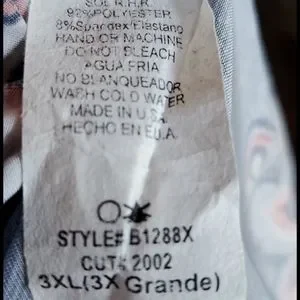 SOL R.H.R.
92%POLYESTER
8%Spandex/Elastano
HAND OR MACHINE
DO NOT BLEACH
AGUA FRIA
NO BLANQUEADOR
WASH COLD WATER
MADE IN U.S.A
HECHO EN E.U.A.
STYLE# B1288X
CUT# 2002
3XL(3X Grande)